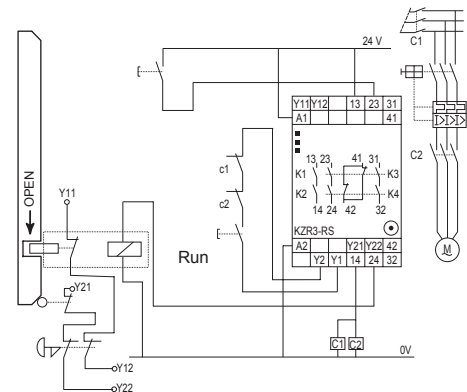 C1
24 V
Y11 Y12 13 23 31
A1 41
OPEN
I> I> I>
C2
c1
13 23 41 31
K1 K3
K2 K4
14 24 42 32
Y11
c2
KZR3-RS
M
Run
A2 Y21 Y22 42
Y2 Y1 14 24 32
Y21
C1 C2
0V
Y12
Y22